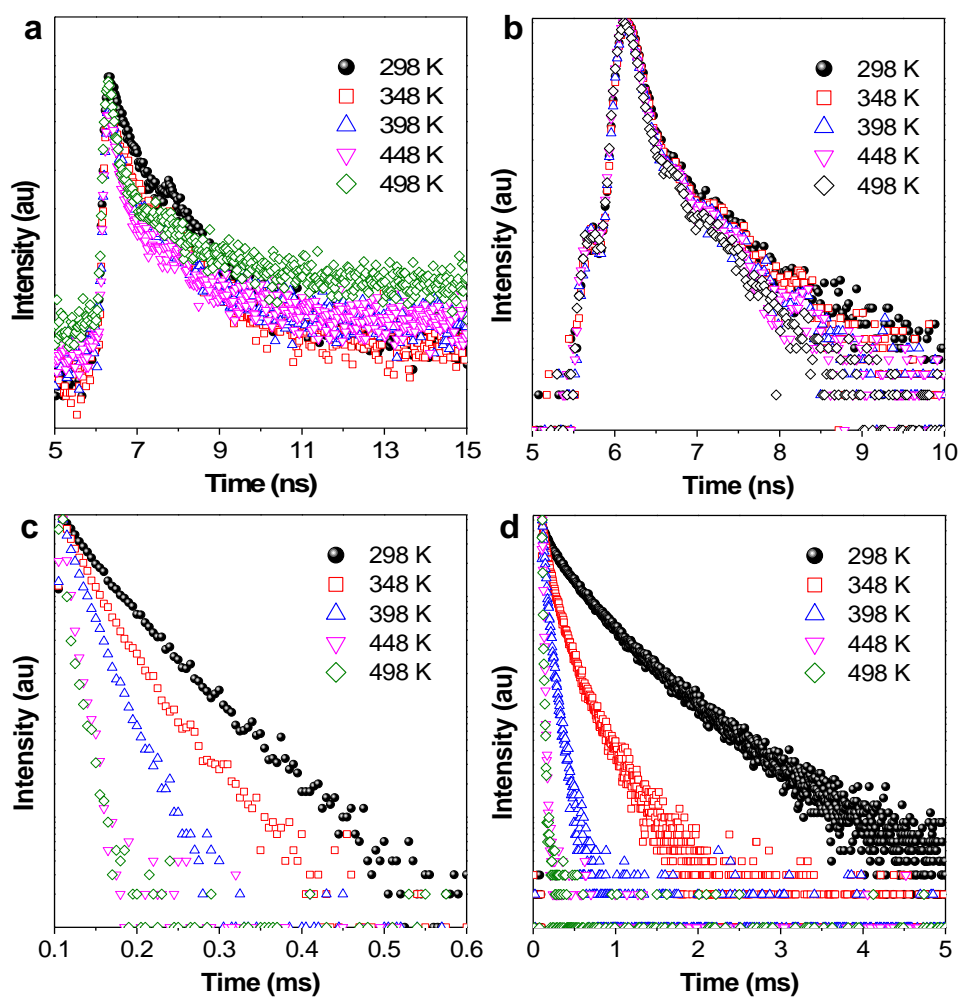 a
298 K
348 K
398 K
448 K
498 K
Intensity (au)
5 7 9 11 13 15
Time (ns)
b
298 K
348 K
398 K
448 K
498 K
Intensity (au)
5 6 7 8 9 10
Time (ns)
c
298 K
348 K
398 K
448 K
498 K
Intensity (au)
0.1 0.2 0.3 0.4 0.5 0.6
Time (ms)
d
298 K
348 K
398 K
448 K
498 K
Intensity (au)
0 1 2 3 4 5
Time (ms)